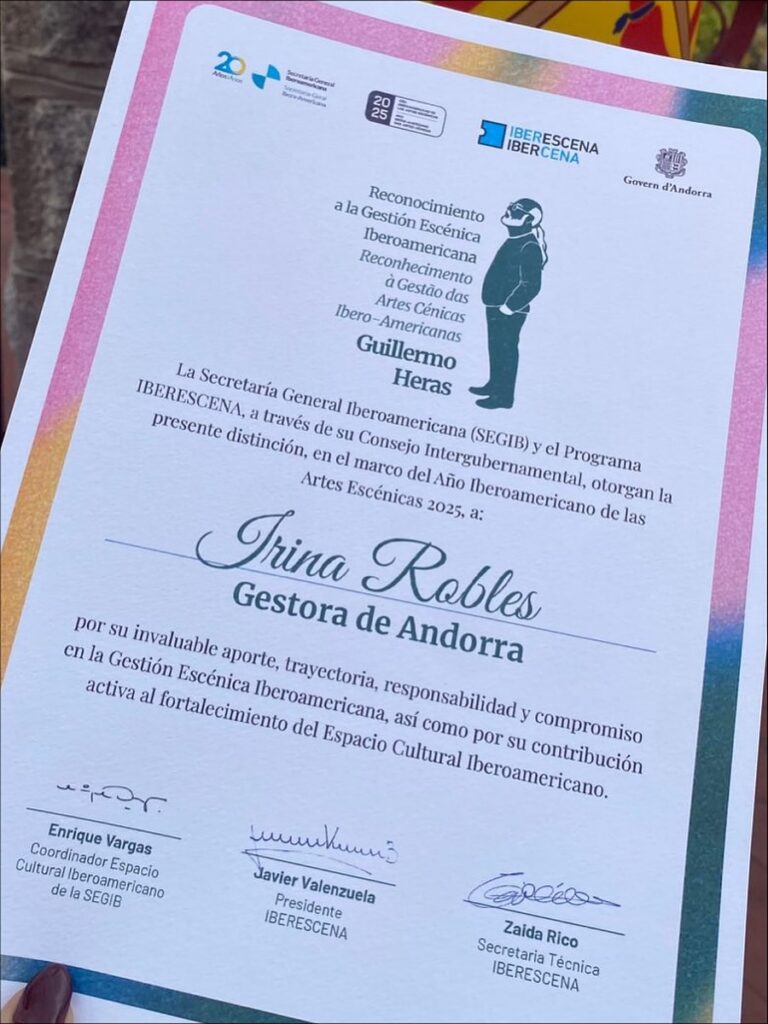 20
Años/Anos
Secretaría General
Iberoamericana
Secretaria-Geral
Ibero-Americana
20
25
IBERESCENA
IBERCENA
Govern d'Andorra
Reconocimiento
a la Gestión Escénica
Iberoamericana
Reconhecimento
à Gestão das
Artes Cénicas
Ibero-Americanas
Guillermo
Heras
La Secretaría General Iberoamericana (SEGIB) y el Programa
IBERESCENA, a través de su Consejo Intergubernamental, otorgan la
presente distinción, en el marco del Año Iberoamericano de las
Artes Escénicas 2025, a:
Irina Robles
Gestora de Andorra
por su invaluable aporte, trayectoria, responsabilidad y compromiso
en la Gestión Escénica Iberoamericana, así como por su contribución
activa al fortalecimiento del Espacio Cultural Iberoamericano.
Enrique Vargas
Coordinador Espacio
Cultural Iberoamericano
de la SEGIB
Javier Valenzuela
Presidente
IBERESCENA
Zaida Rico
Secretaria Técnica
IBERESCENA